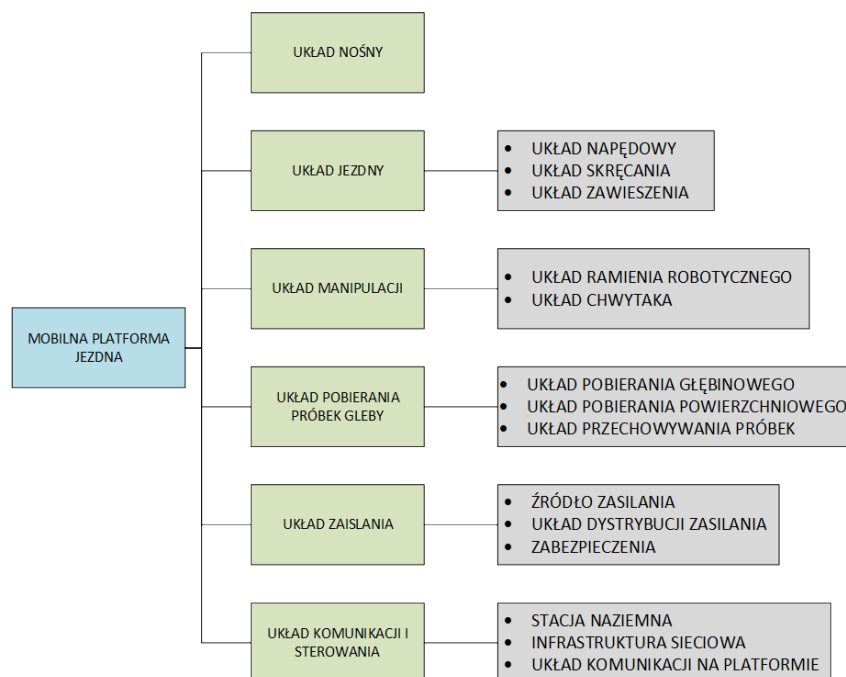 UKŁAD NOŚNY
UKŁAD JEZDNY
• UKŁAD NAPĘDOWY
• UKŁAD SKRĘCANIA
• UKŁAD ZAWIESZENIA
UKŁAD MANIPULACJI
• UKŁAD RAMIENIA ROBOTYCZNEGO
• UKŁAD CHWYTAKA
MOBILNA PLATFORMA
JEZDNA
UKŁAD POBIERANIA
PRÓBEK GLEBY
• UKŁAD POBIERANIA GŁĘBINOWEGO
• UKŁAD POBIERANIA POWIERZCHNIOWEGO
• UKŁAD PRZECHOWYWANIA PRÓBEK
UKŁAD ZAISLANIA
• ŹRÓDŁO ZASILANIA
• UKŁAD DYSTRYBUCJI ZASILANIA
• ZABEZPIECZENIA
UKŁAD KOMUNIKACJI I
STEROWANIA
• STACJA NAZIEMNA
• INFRASTRUKTURA SIECIOWA
• UKŁAD KOMUNIKACJI NA PLATFORMIE